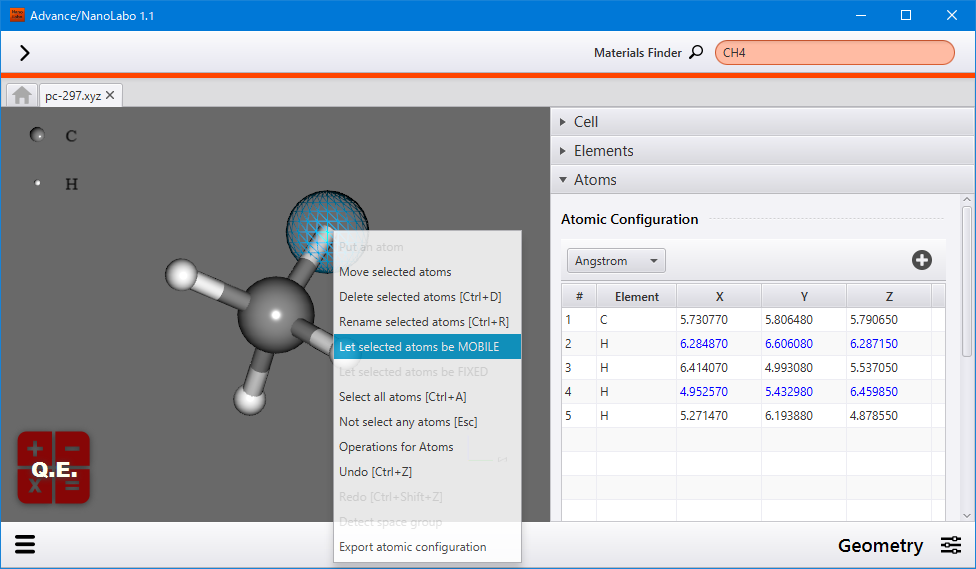 Advance/NanoLabo 1.1
Materials Finder
CH4
pc-297.xyz
C
H
Put an atom
Move selected atoms
Delete selected atoms [Ctrl+D]
Rename selected atoms [Ctrl+R]
Let selected atoms be MOBILE
Let selected atoms be FIXED
Select all atoms [Ctrl+A]
Not select any atoms [Esc]
Operations for Atoms
Undo [Ctrl+Z]
Redo [Ctrl+Shift+Z]
Detect space group
Export atomic configuration
Q.E.
Cell
Elements
Atoms
Atomic Configuration
Angstrom
# Element X Y Z
1 C 5.730770 5.806480 5.790650
2 H 6.284870 6.606080 6.287150
3 H 6.414070 4.993080 5.537050
4 H 4.952570 5.432980 6.459850
5 H 5.271470 6.193880 4.878550
Geometry